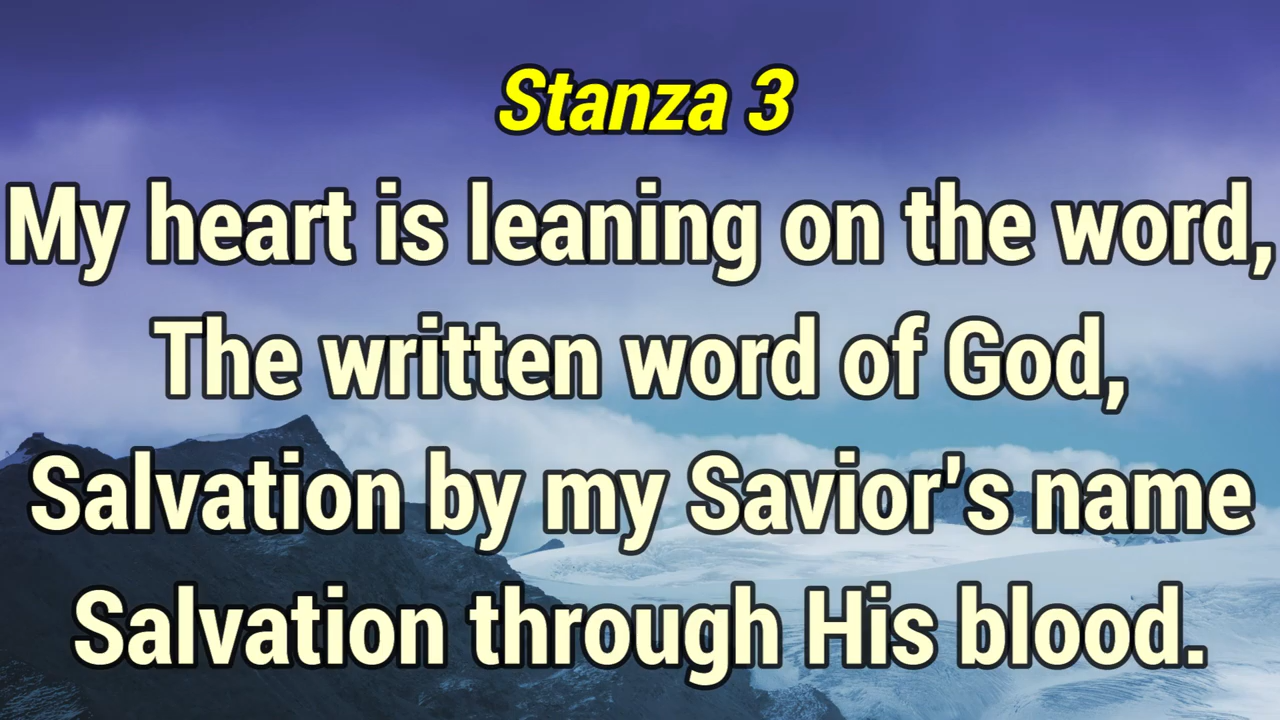 Stanza 3
My heart is leaning on the word,
The written word of God,
Salvation by my Savior's name
Salvation through His blood.